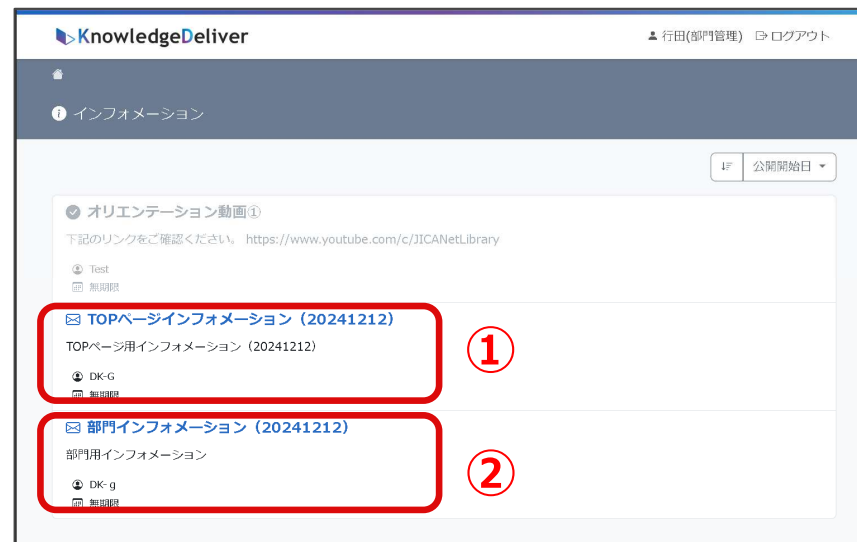 KnowledgeDeliver
行田(部門管理) ログアウト
インフォメーション
公開開始日
オリエンテーション動画①
下記のリンクをご確認ください。 https://www.youtube.com/c/JICANetLibrary
Test
無期限
TOPページインフォメーション（20241212）
TOPページ用インフォメーション（20241212）
DK-G
無期限
①
部門インフォメーション（20241212）
部門用インフォメーション
DK- g
無期限
②